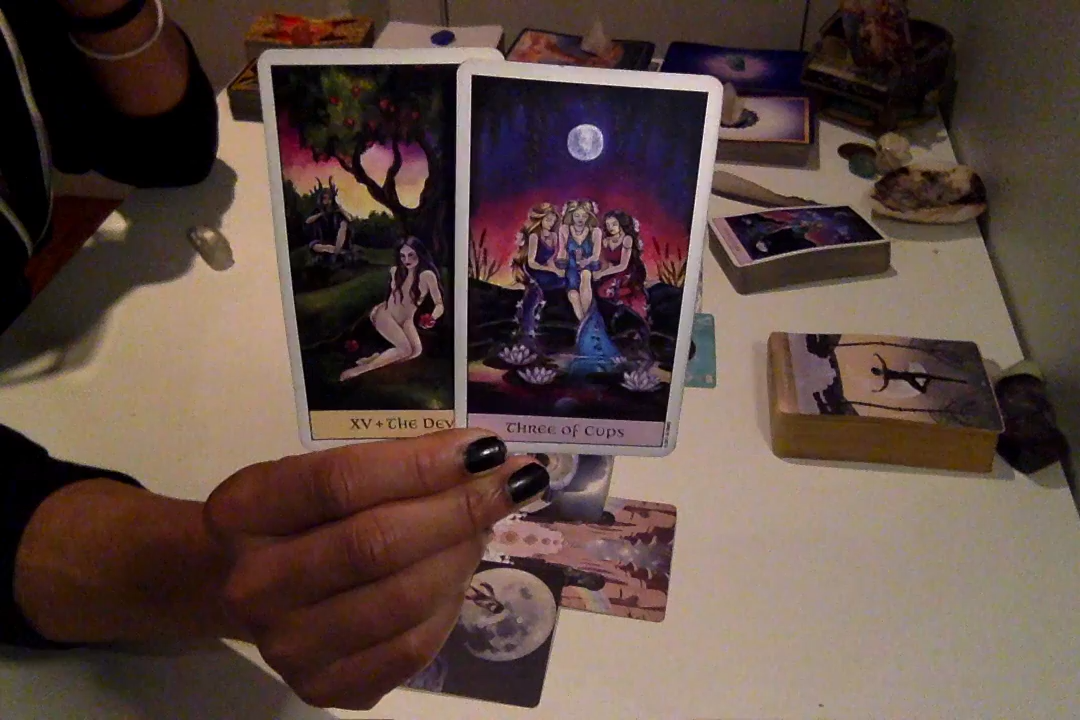 XV + The Dev
Three of Cups